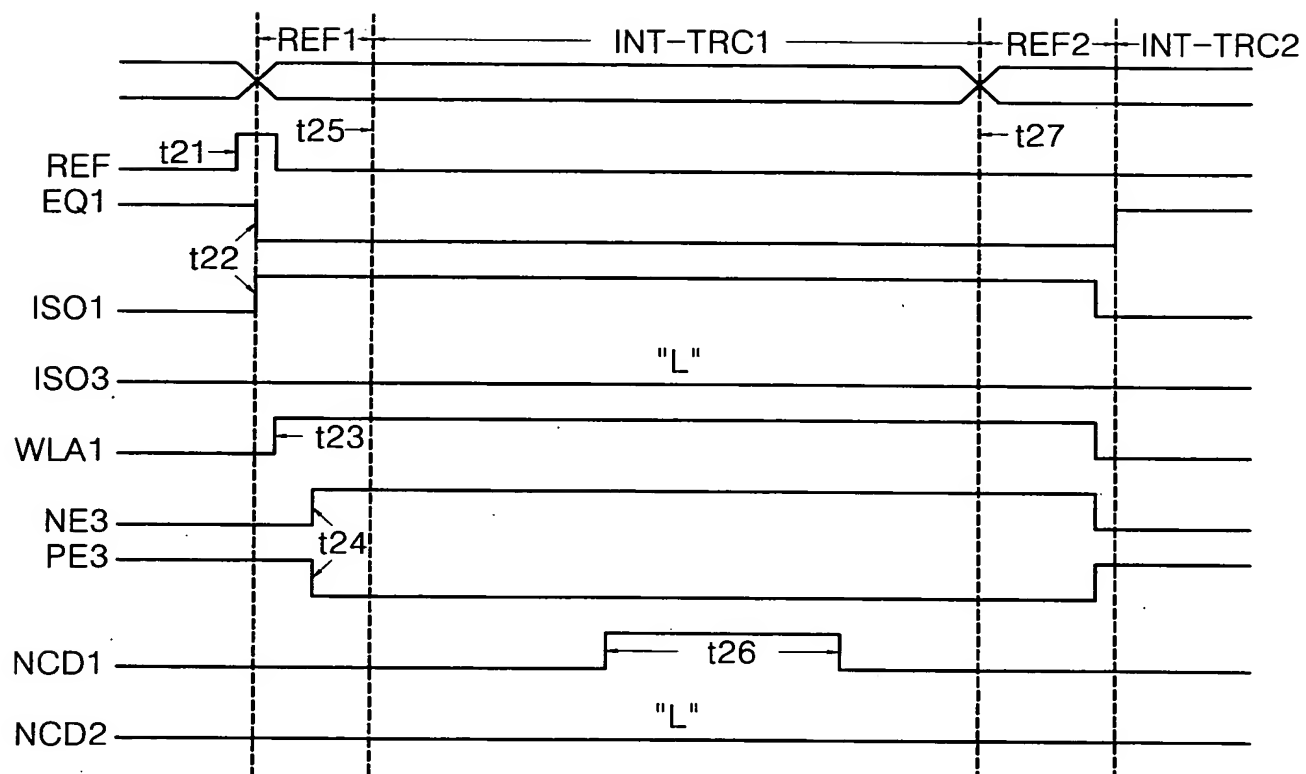 REF1 INT-TRC1 REF2 INT-TRC2
t25 t27
t21
REF
EQ1
t22
ISO1
"L"
ISO3
WLA1 t23
NE3
t24
PE3
NCD1 t26
"L"
NCD2